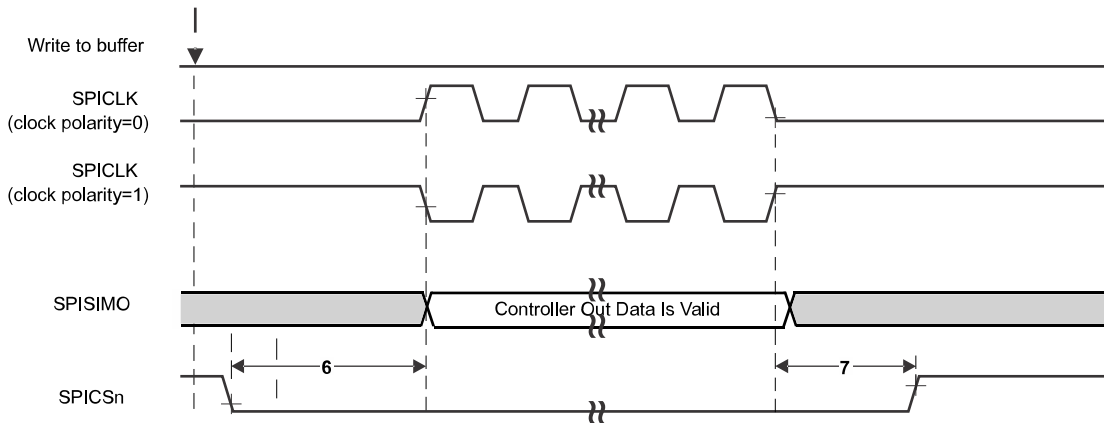 Write to buffer
SPICLK
(clock polarity=0)
SPICLK
(clock polarity=1)
SPISIMO
Controller Out Data Is Valid
6
7
SPICSn